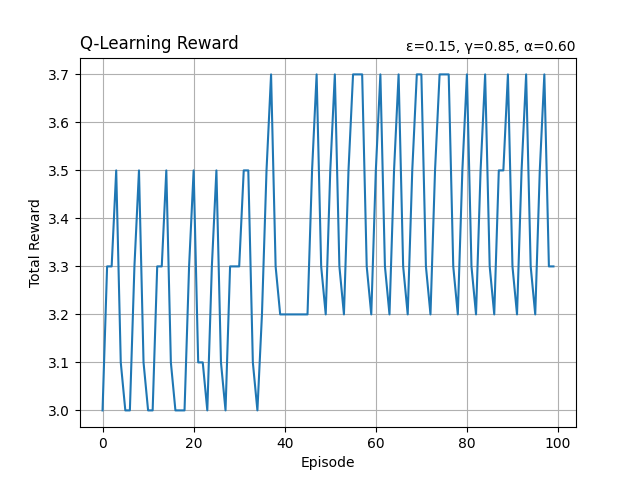 Q-Learning Reward
ε=0.15, γ=0.85, α=0.60
Total Reward
3.7
3.6
3.5
3.4
3.3
3.2
3.1
3.0
0 20 40 60 80 100
Episode